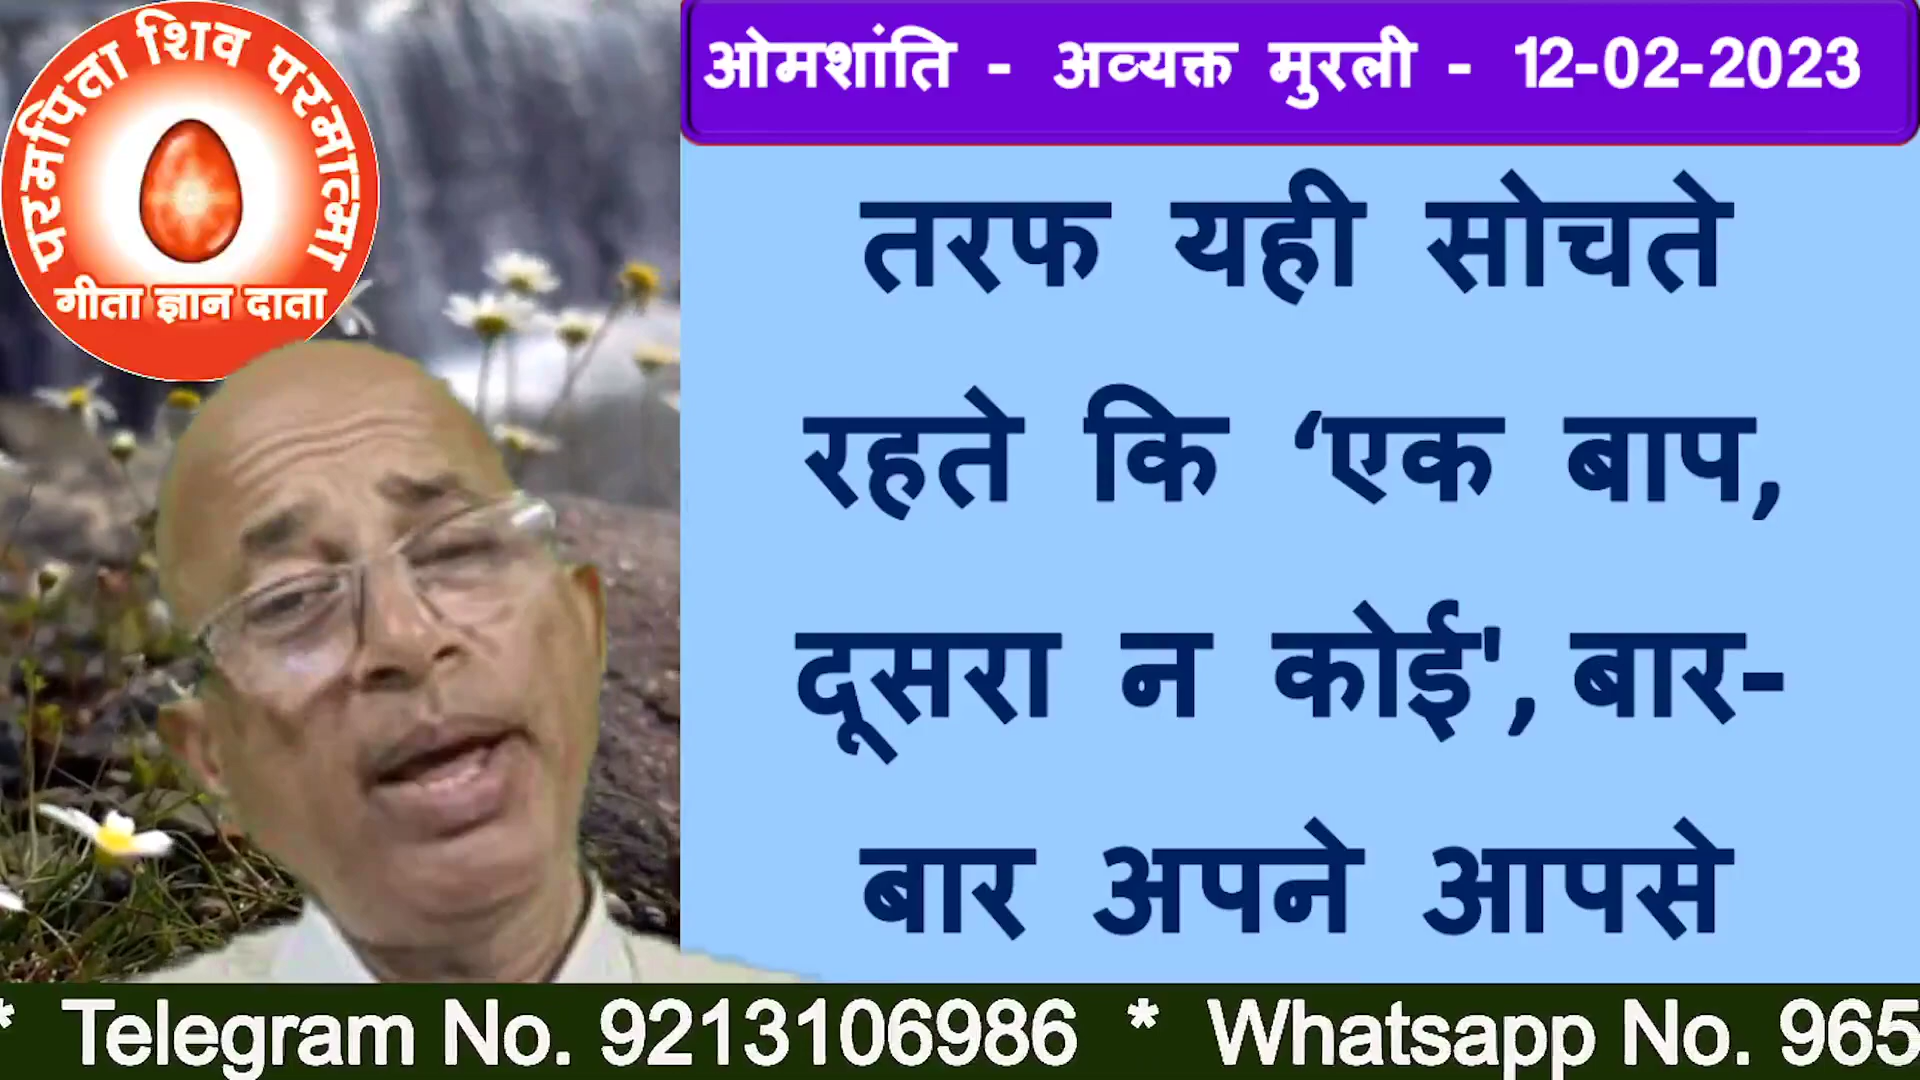 परमपिता शिव परमात्मा
गीता ज्ञान दाता
ओमशांति - अव्यक्त मुरली - 12-02-2023
तरफ यही सोचते
रहते कि ‘एक बाप,
दूसरा न कोई', बार-
बार अपने आपसे
* Telegram No. 9213106986 * Whatsapp No. 965